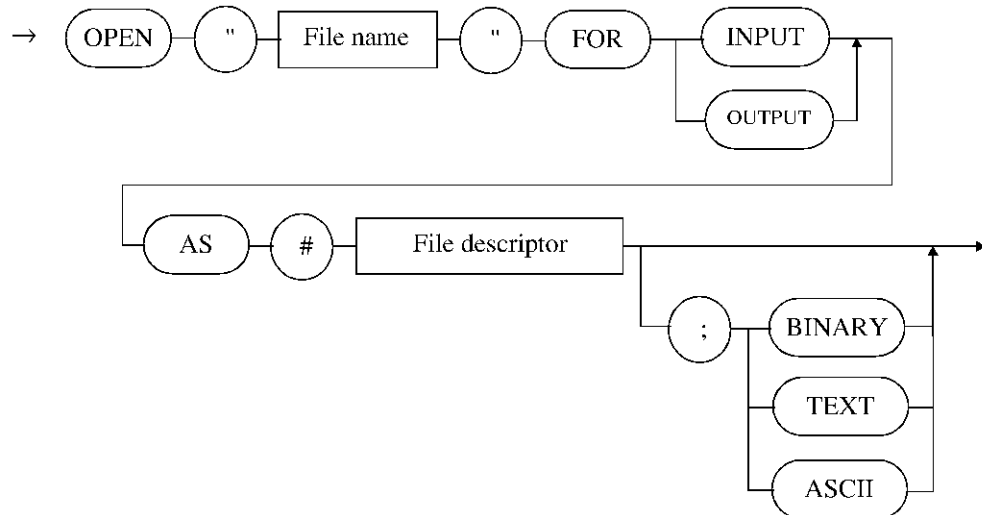 → OPEN " File name " FOR INPUT
OUTPUT
AS # File descriptor
; BINARY
TEXT
ASCII